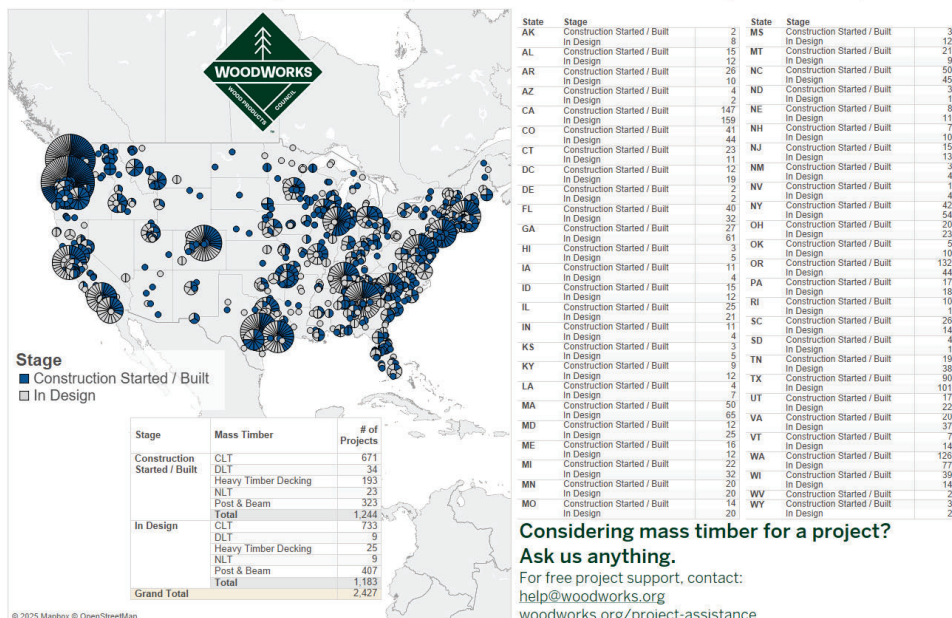 WOODWORKS
WOOD PRODUCTS COUNCIL
Stage
Construction Started / Built
In Design
Stage Mass Timber # of Projects
Construction Started / Built CLT 671
DLT 34
Heavy Timber Decking 193
NLT 23
Post & Beam 323
Total 1,244
In Design CLT 733
DLT 9
Heavy Timber Decking 25
NLT 9
Post & Beam 407
Total 1,183
Grand Total 2,427
© 2025 Mapbox © OpenStreetMap
State Stage
AK Construction Started / Built 2
In Design 8
AL Construction Started / Built 15
In Design 12
AR Construction Started / Built 26
In Design 10
AZ Construction Started / Built 4
In Design 2
CA Construction Started / Built 147
In Design 159
CO Construction Started / Built 41
In Design 44
CT Construction Started / Built 23
In Design 11
DC Construction Started / Built 12
In Design 19
DE Construction Started / Built 2
In Design 2
FL Construction Started / Built 40
In Design 32
GA Construction Started / Built 27
In Design 61
HI Construction Started / Built 3
In Design 5
IA Construction Started / Built 11
In Design 4
ID Construction Started / Built 15
In Design 12
IL Construction Started / Built 25
In Design 21
IN Construction Started / Built 11
In Design 4
KS Construction Started / Built 3
In Design 5
KY Construction Started / Built 9
In Design 12
LA Construction Started / Built 4
In Design 7
MA Construction Started / Built 50
In Design 65
MD Construction Started / Built 12
In Design 25
ME Construction Started / Built 16
In Design 12
MI Construction Started / Built 22
In Design 32
MN Construction Started / Built 20
In Design 20
MO Construction Started / Built 14
In Design 20
State Stage
MS Construction Started / Built 3
In Design 12
MT Construction Started / Built 21
In Design 9
NC Construction Started / Built 50
In Design 45
ND Construction Started / Built 3
In Design 1
NE Construction Started / Built 8
In Design 11
NH Construction Started / Built 7
In Design 10
NJ Construction Started / Built 15
In Design 13
NM Construction Started / Built 3
In Design 4
NV Construction Started / Built 1
In Design 4
NY Construction Started / Built 42
In Design 54
OH Construction Started / Built 20
In Design 23
OK Construction Started / Built 5
In Design 10
OR Construction Started / Built 132
In Design 44
PA Construction Started / Built 17
In Design 18
RI Construction Started / Built 5
In Design 1
SC Construction Started / Built 26
In Design 14
SD Construction Started / Built 4
In Design 1
TN Construction Started / Built 19
In Design 38
TX Construction Started / Built 90
In Design 101
UT Construction Started / Built 17
In Design 22
VA Construction Started / Built 20
In Design 37
VT Construction Started / Built 7
In Design 14
WA Construction Started / Built 126
In Design 77
WI Construction Started / Built 39
In Design 14
WV Construction Started / Built 2
WY Construction Started / Built 3
In Design 2
Considering mass timber for a project?
Ask us anything.
For free project support, contact:
help@woodworks.org
woodworks.org/project-assistance